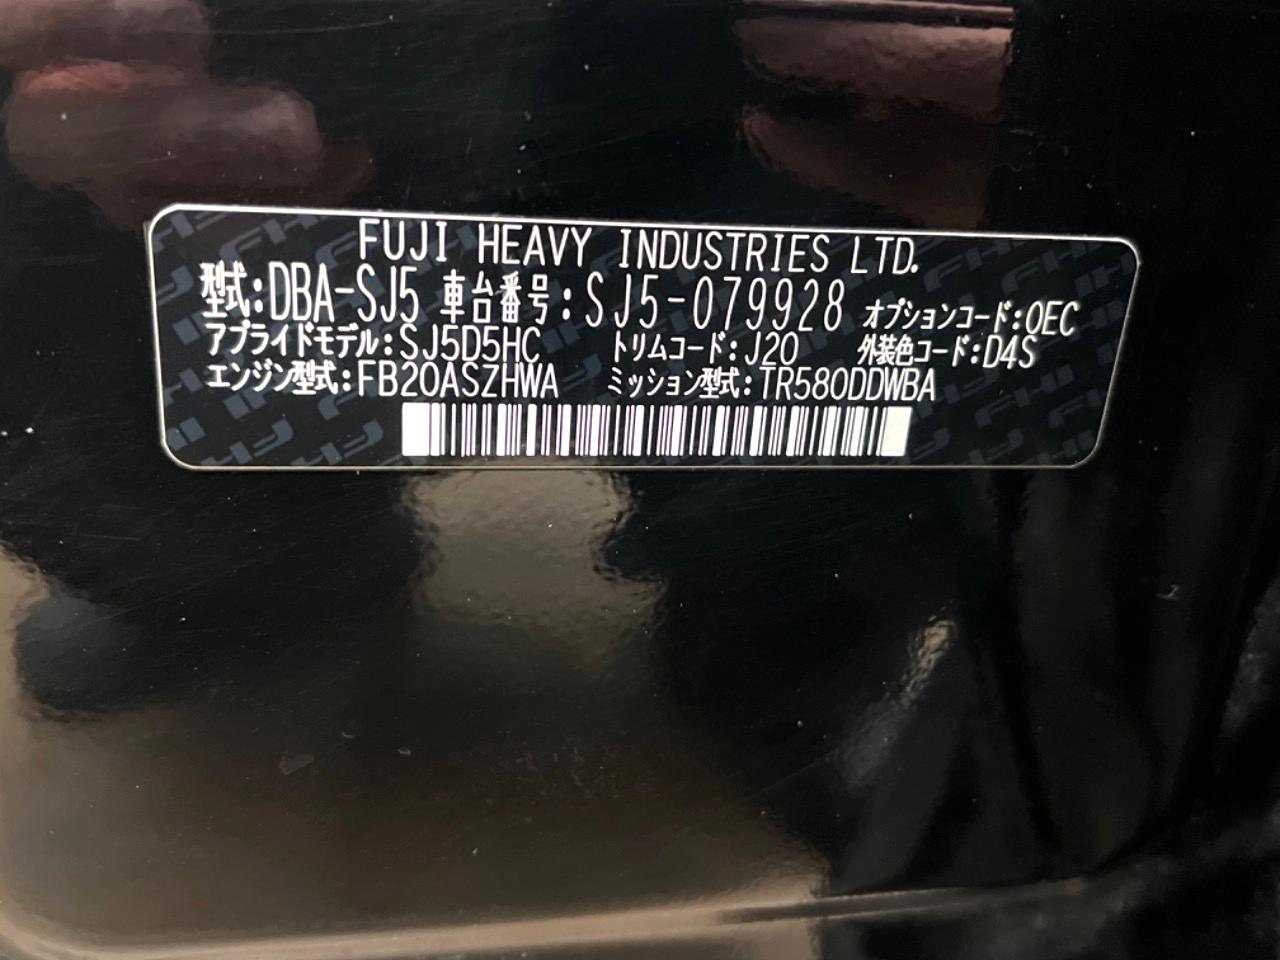 FUJI HEAVY INDUSTRIES LTD.
型式:DBA-SJ5 車台番号:SJ5-079928 オプションコード:OEC
アプライドモデル:SJ5D5HC トリムコード:J20 外装色コード:D4S
エンジン型式:FB20ASZHWA ミッション型式:TR580DDWBA